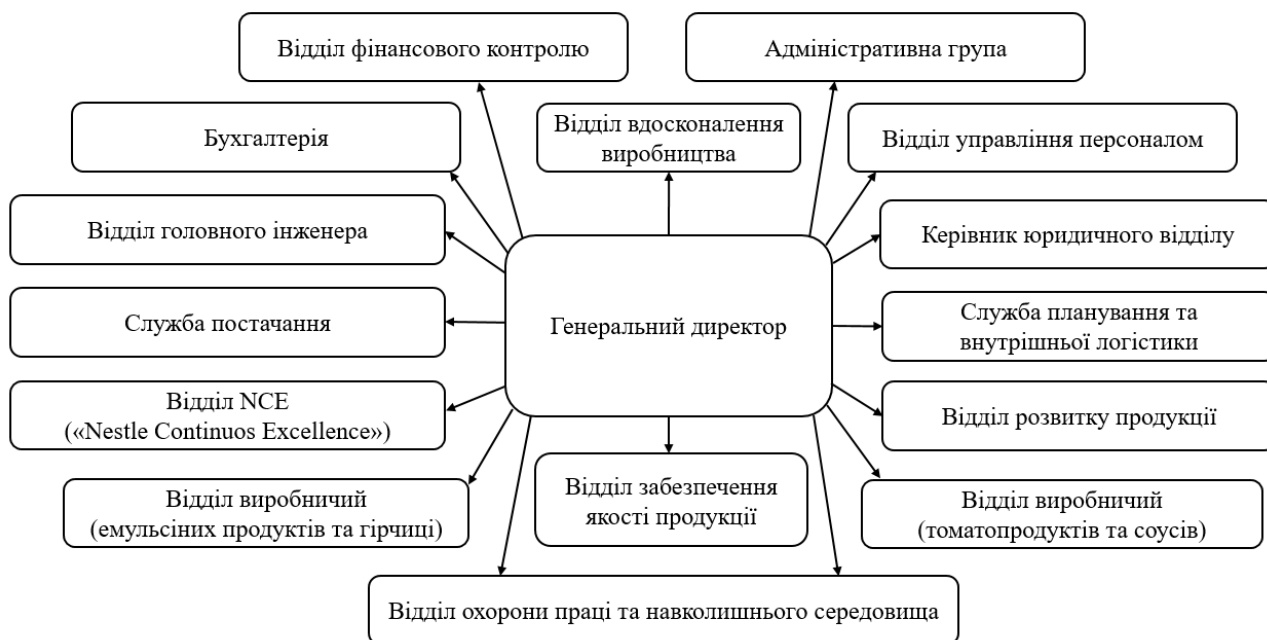 Відділ фінансового контролю
Адміністративна група
Бухгалтерія
Відділ вдосконалення
виробництва
Відділ управління персоналом
Відділ головного інженера
Керівник юридичного відділу
Служба постачання
Генеральний директор
Служба планування та
внутрішньої логістики
Відділ NCE
(«Nestle Continuos Excellence»)
Відділ розвитку продукції
Відділ виробничий
(емульсіних продуктів та гірчиці)
Відділ забезпечення
якості продукції
Відділ виробничий
(томатопродуктів та соусів)
Відділ охорони праці та навколишнього середовища